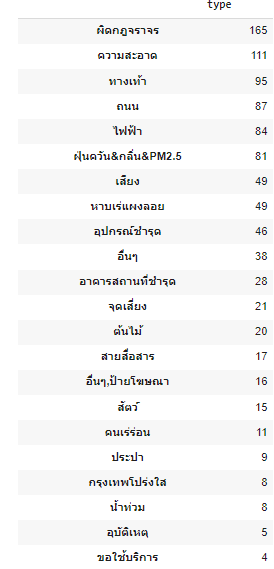 type
ผิดกฎจราจร 165
ความสะอาด 111
ทางเท้า 95
ถนน 87
ไฟฟ้า 84
ฝุ่นควัน&กลิ่น&PM2.5 81
เสียง 49
หาบเร่แผงลอย 49
อุปกรณ์ชำรุด 46
อื่นๆ 38
อาคารสถานที่ชำรุด 28
จุดเสี่ยง 21
ต้นไม้ 20
สายสื่อสาร 17
อื่นๆ,ป้ายโฆษณา 16
สัตว์ 15
คนเร่ร่อน 11
ประปา 9
กรุงเทพโปร่งใส 8
น้ำท่วม 8
อุบัติเหตุ 5
ขอใช้บริการ 4